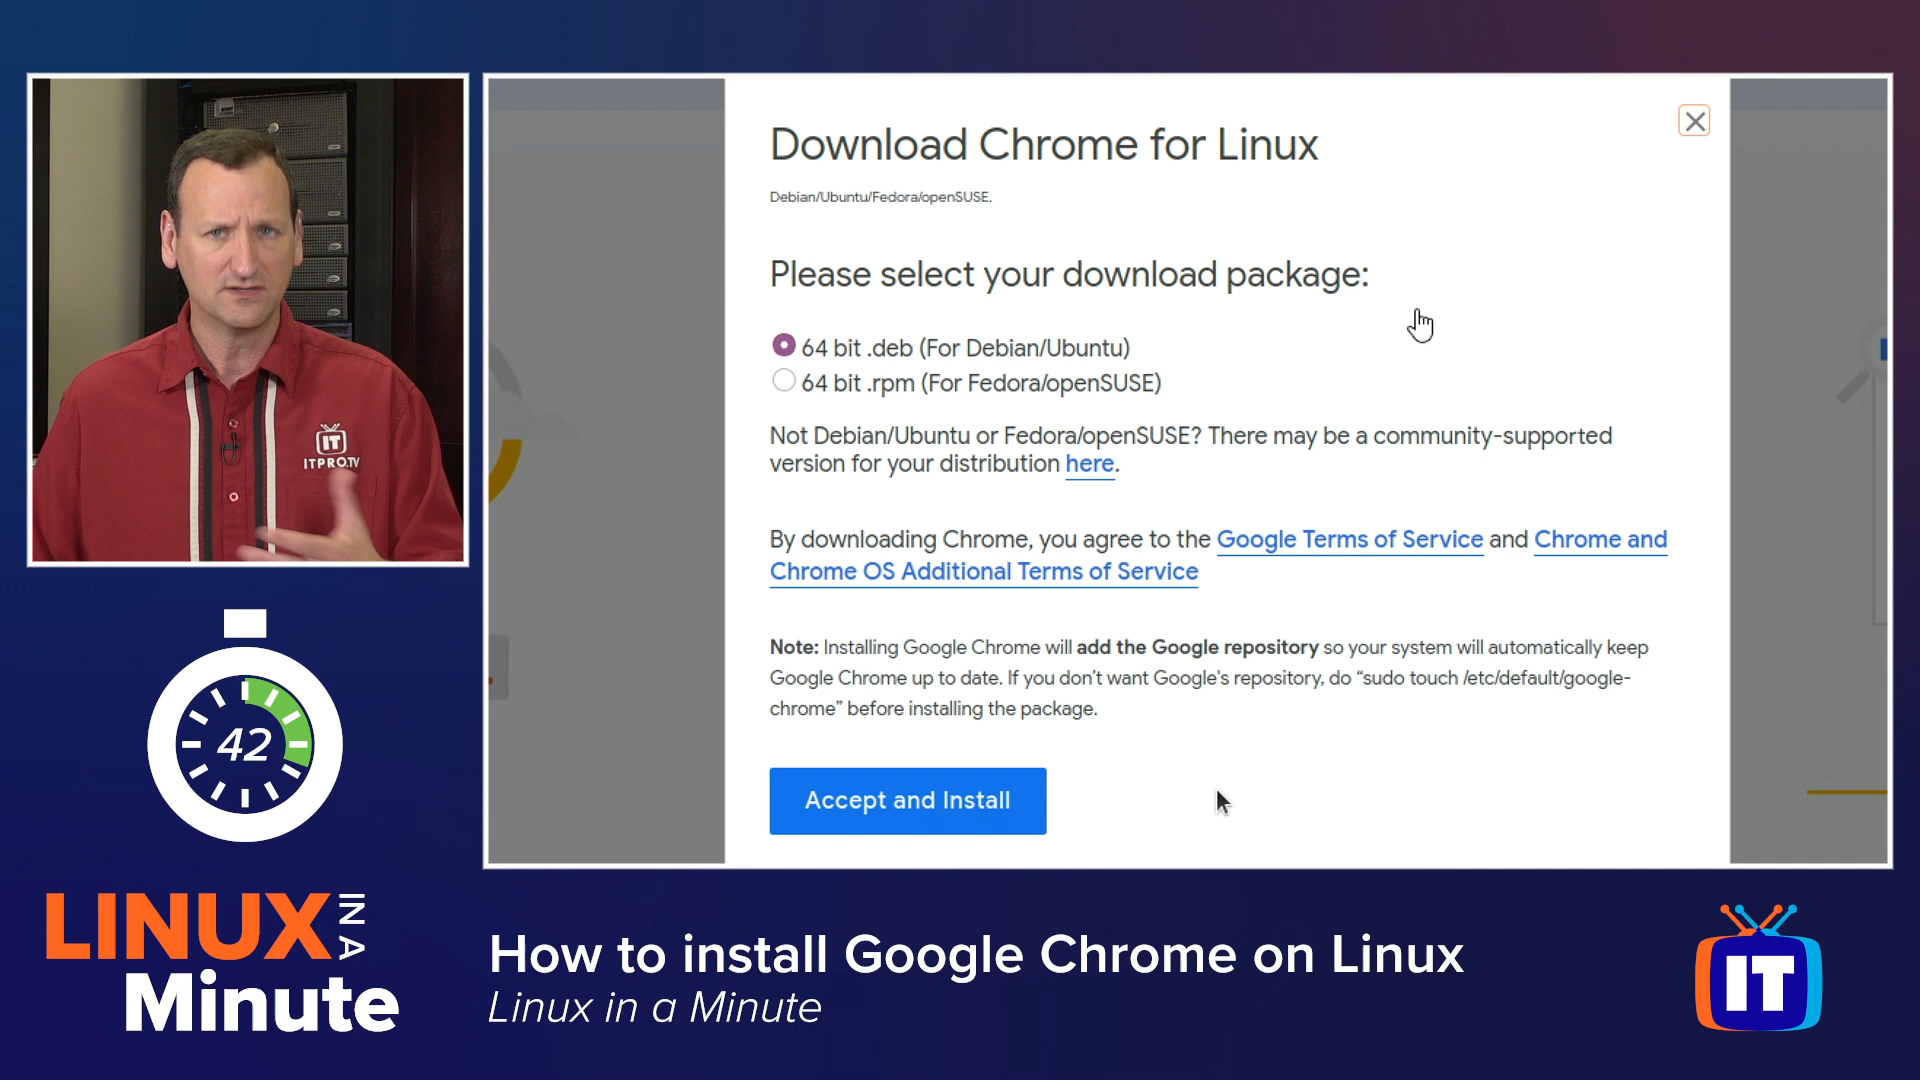 Download Chrome for Linux
Debian/Ubuntu/Fedora/openSUSE.
Please select your download package:
64 bit .deb (For Debian/Ubuntu)
64 bit .rpm (For Fedora/openSUSE)
Not Debian/Ubuntu or Fedora/openSUSE? There may be a community-supported
version for your distribution here.
By downloading Chrome, you agree to the Google Terms of Service and Chrome and
Chrome OS Additional Terms of Service
Note: Installing Google Chrome will add the Google repository so your system will automatically keep
Google Chrome up to date. If you don't want Google's repository, do “sudo touch /etc/default/google-
chrome” before installing the package.
Accept and Install
IT
ITPRO.TV
42
LINUX
IN A
Minute
How to install Google Chrome on Linux
Linux in a Minute
IT